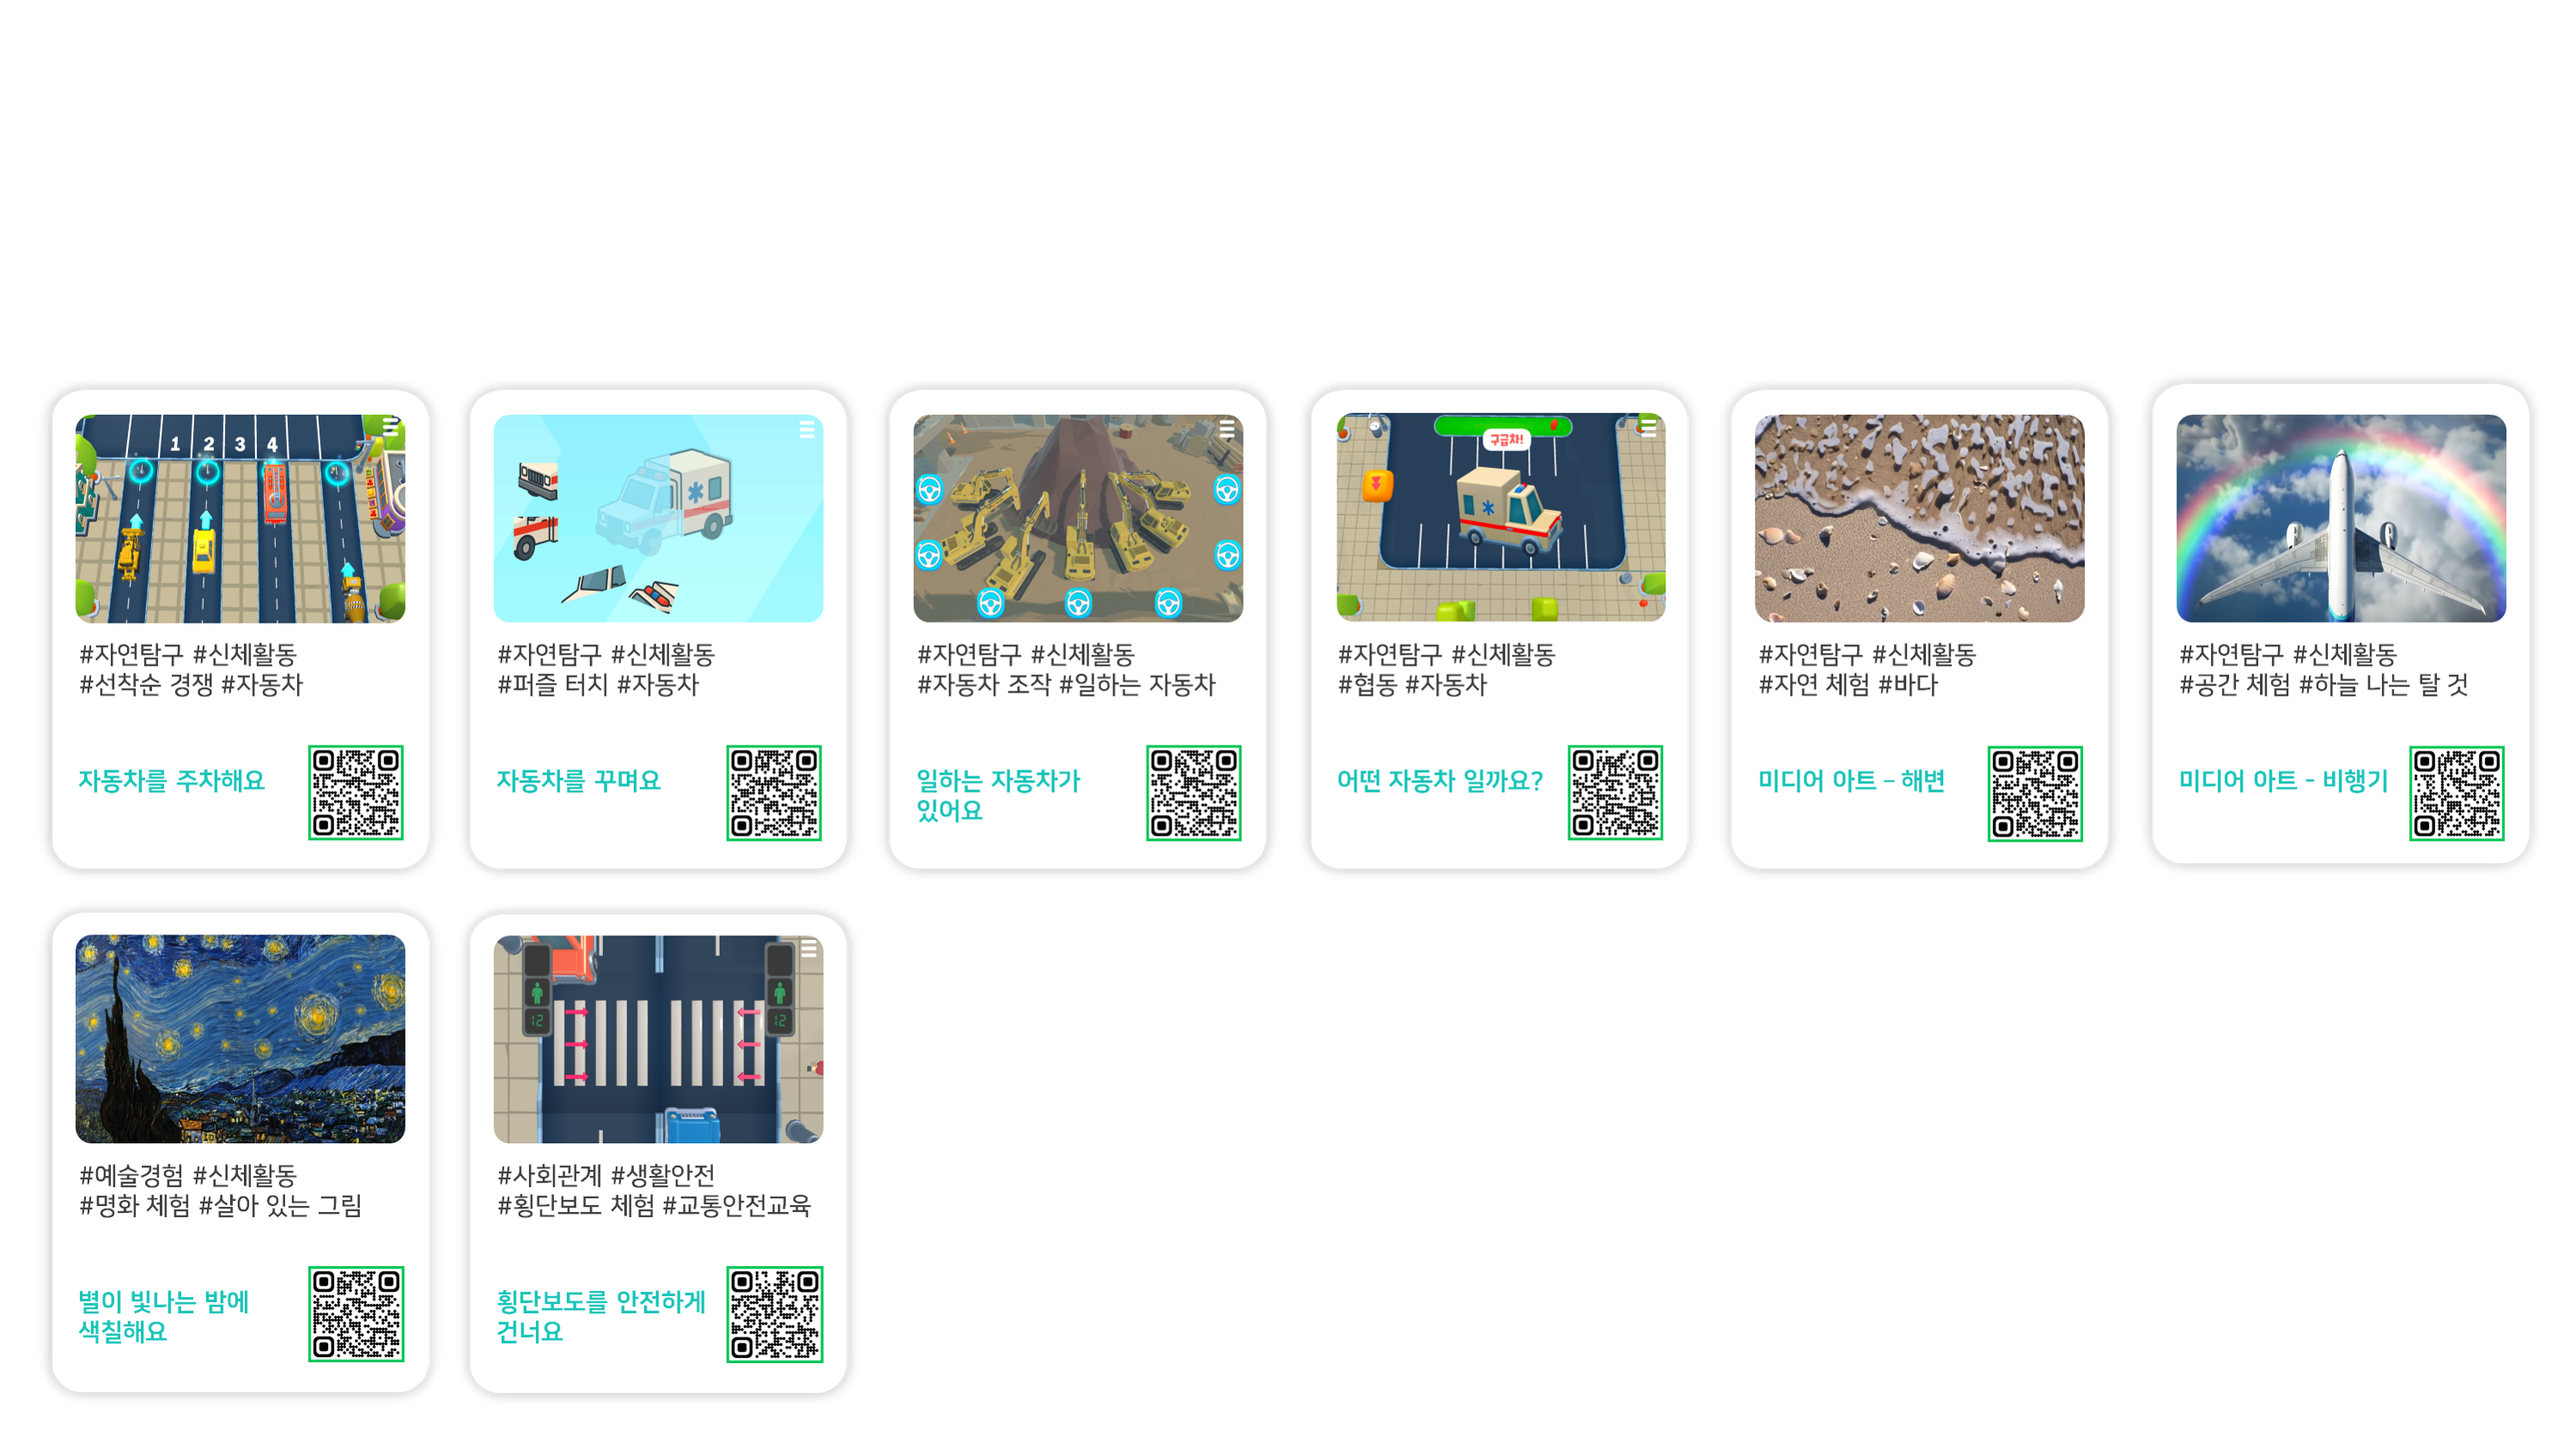 1 2 3 4
#자연탐구 #신체활동
#선착순 경쟁 #자동차
자동차를 주차해요
#자연탐구 #신체활동
#퍼즐 터치 #자동차
자동차를 꾸며요
#자연탐구 #신체활동
#자동차 조작 #일하는 자동차
일하는 자동차가
있어요
구급차!
#자연탐구 #신체활동
#협동 #자동차
어떤 자동차 일까요?
#자연탐구 #신체활동
#자연 체험 #바다
미디어 아트 – 해변
#자연탐구 #신체활동
#공간 체험 #하늘 나는 탈 것
미디어 아트 - 비행기
#예술경험 #신체활동
#명화 체험 #살아 있는 그림
별이 빛나는 밤에
색칠해요
12
12
#사회관계 #생활안전
#횡단보도 체험 #교통안전교육
횡단보도를 안전하게
건너요